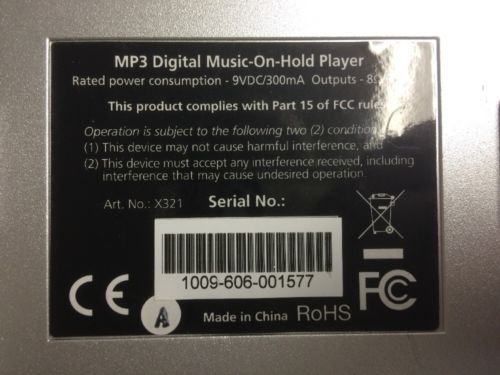 MP3 Digital Music-On-Hold Player
Rated power consumption - 9VDC/300mA Outputs - 8Ω
This product complies with Part 15 of FCC rules
Operation is subject to the following two (2) condition
(1) This device may not cause harmful interference, and
(2) This device must accept any interference received, including
interference that may cause undesired operation.
Art. No.: X321 Serial No.:
1009-606-001577
CE A Made in China RoHS FC